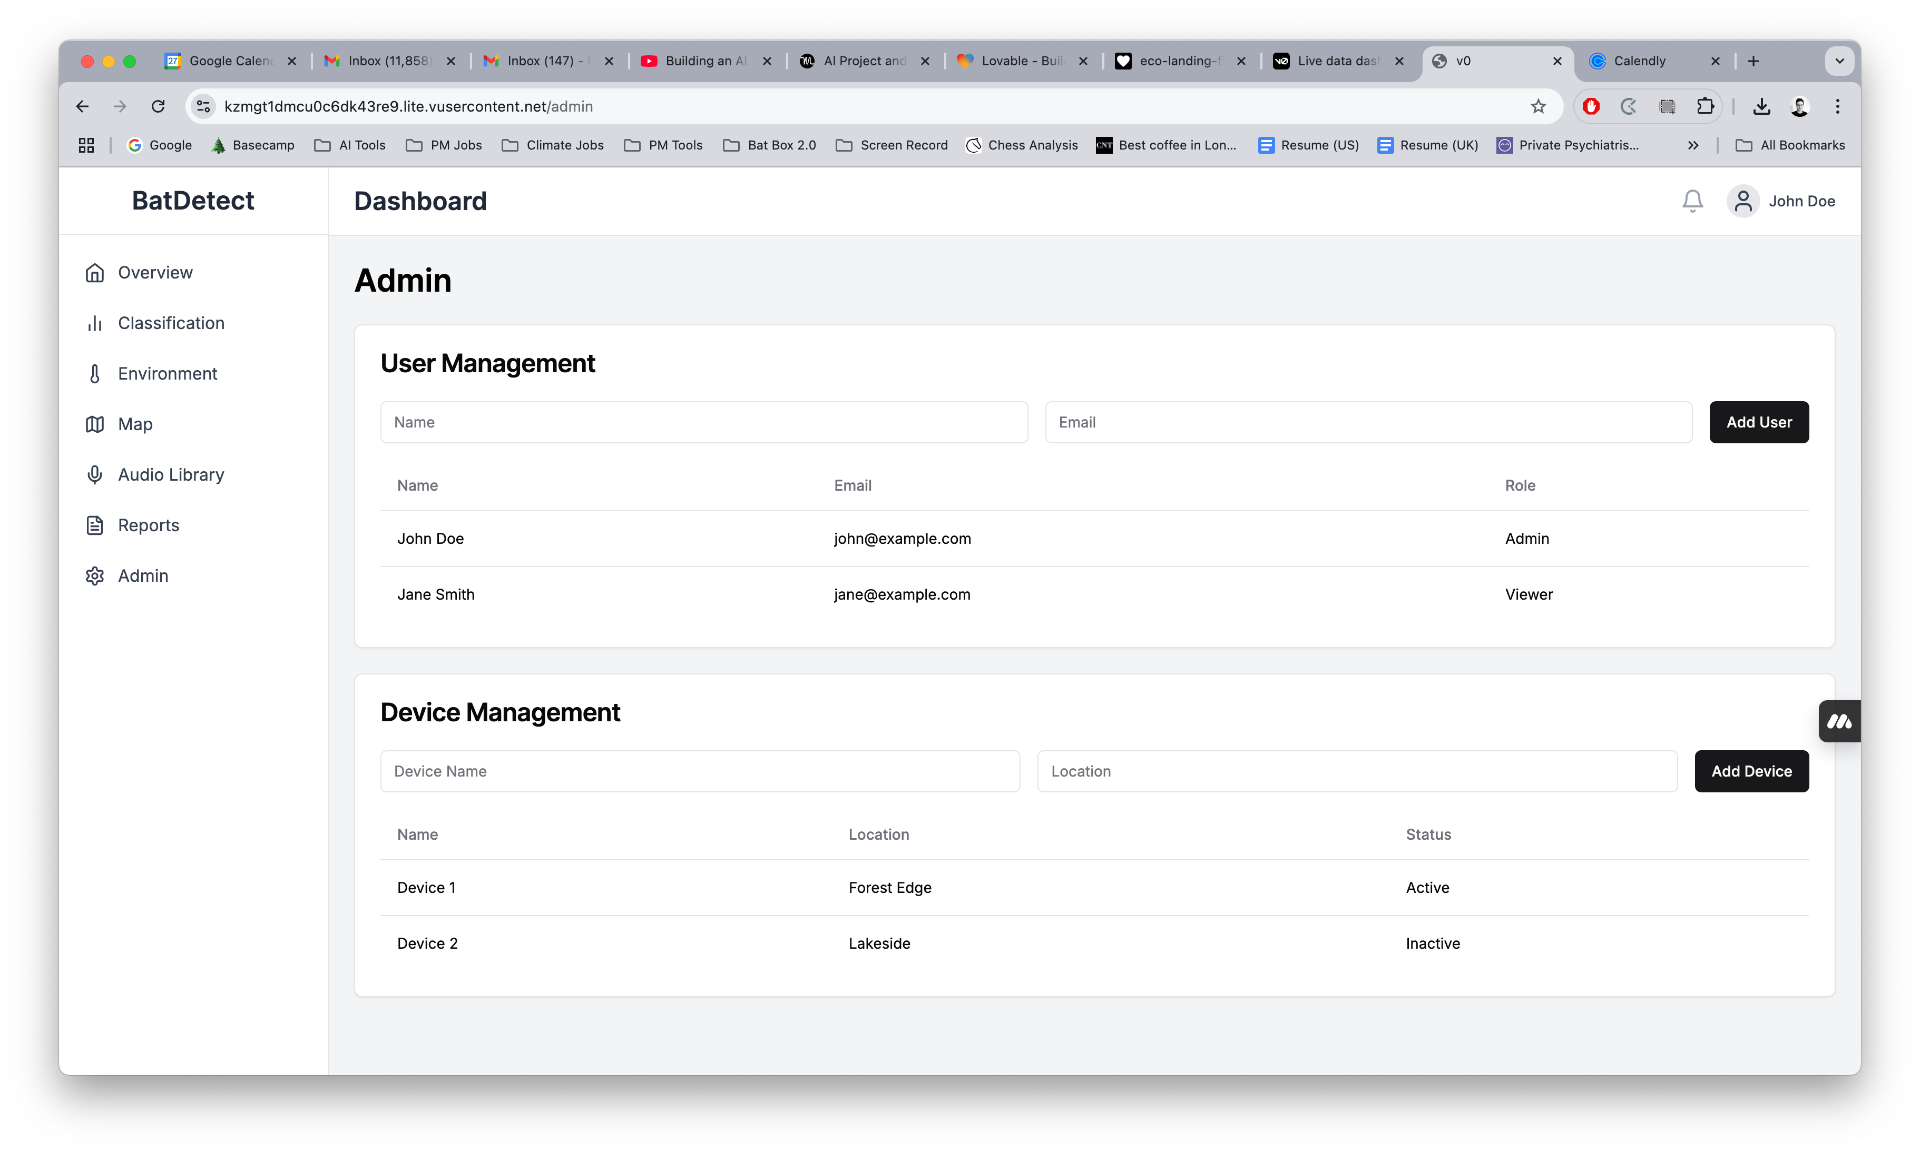 27 Google Calen Inbox (11,858) Inbox (147) - Building an AI AI Project and Lovable - Buil eco-landing-f Live data das v0 Calendly
kzmgt1dmcu0c6dk43re9.lite.vusercontent.net/admin
Google Basecamp AI Tools PM Jobs Climate Jobs PM Tools Bat Box 2.0 Screen Record Chess Analysis CNT Best coffee in Lon... Resume (US) Resume (UK) Private Psychiatris... » All Bookmarks
BatDetect
Dashboard
John Doe
Overview
Classification
Environment
Map
Audio Library
Reports
Admin
Admin
User Management
Name Email Add User
Name Email Role
John Doe john@example.com Admin
Jane Smith jane@example.com Viewer
Device Management
Device Name Location Add Device
Name Location Status
Device 1 Forest Edge Active
Device 2 Lakeside Inactive